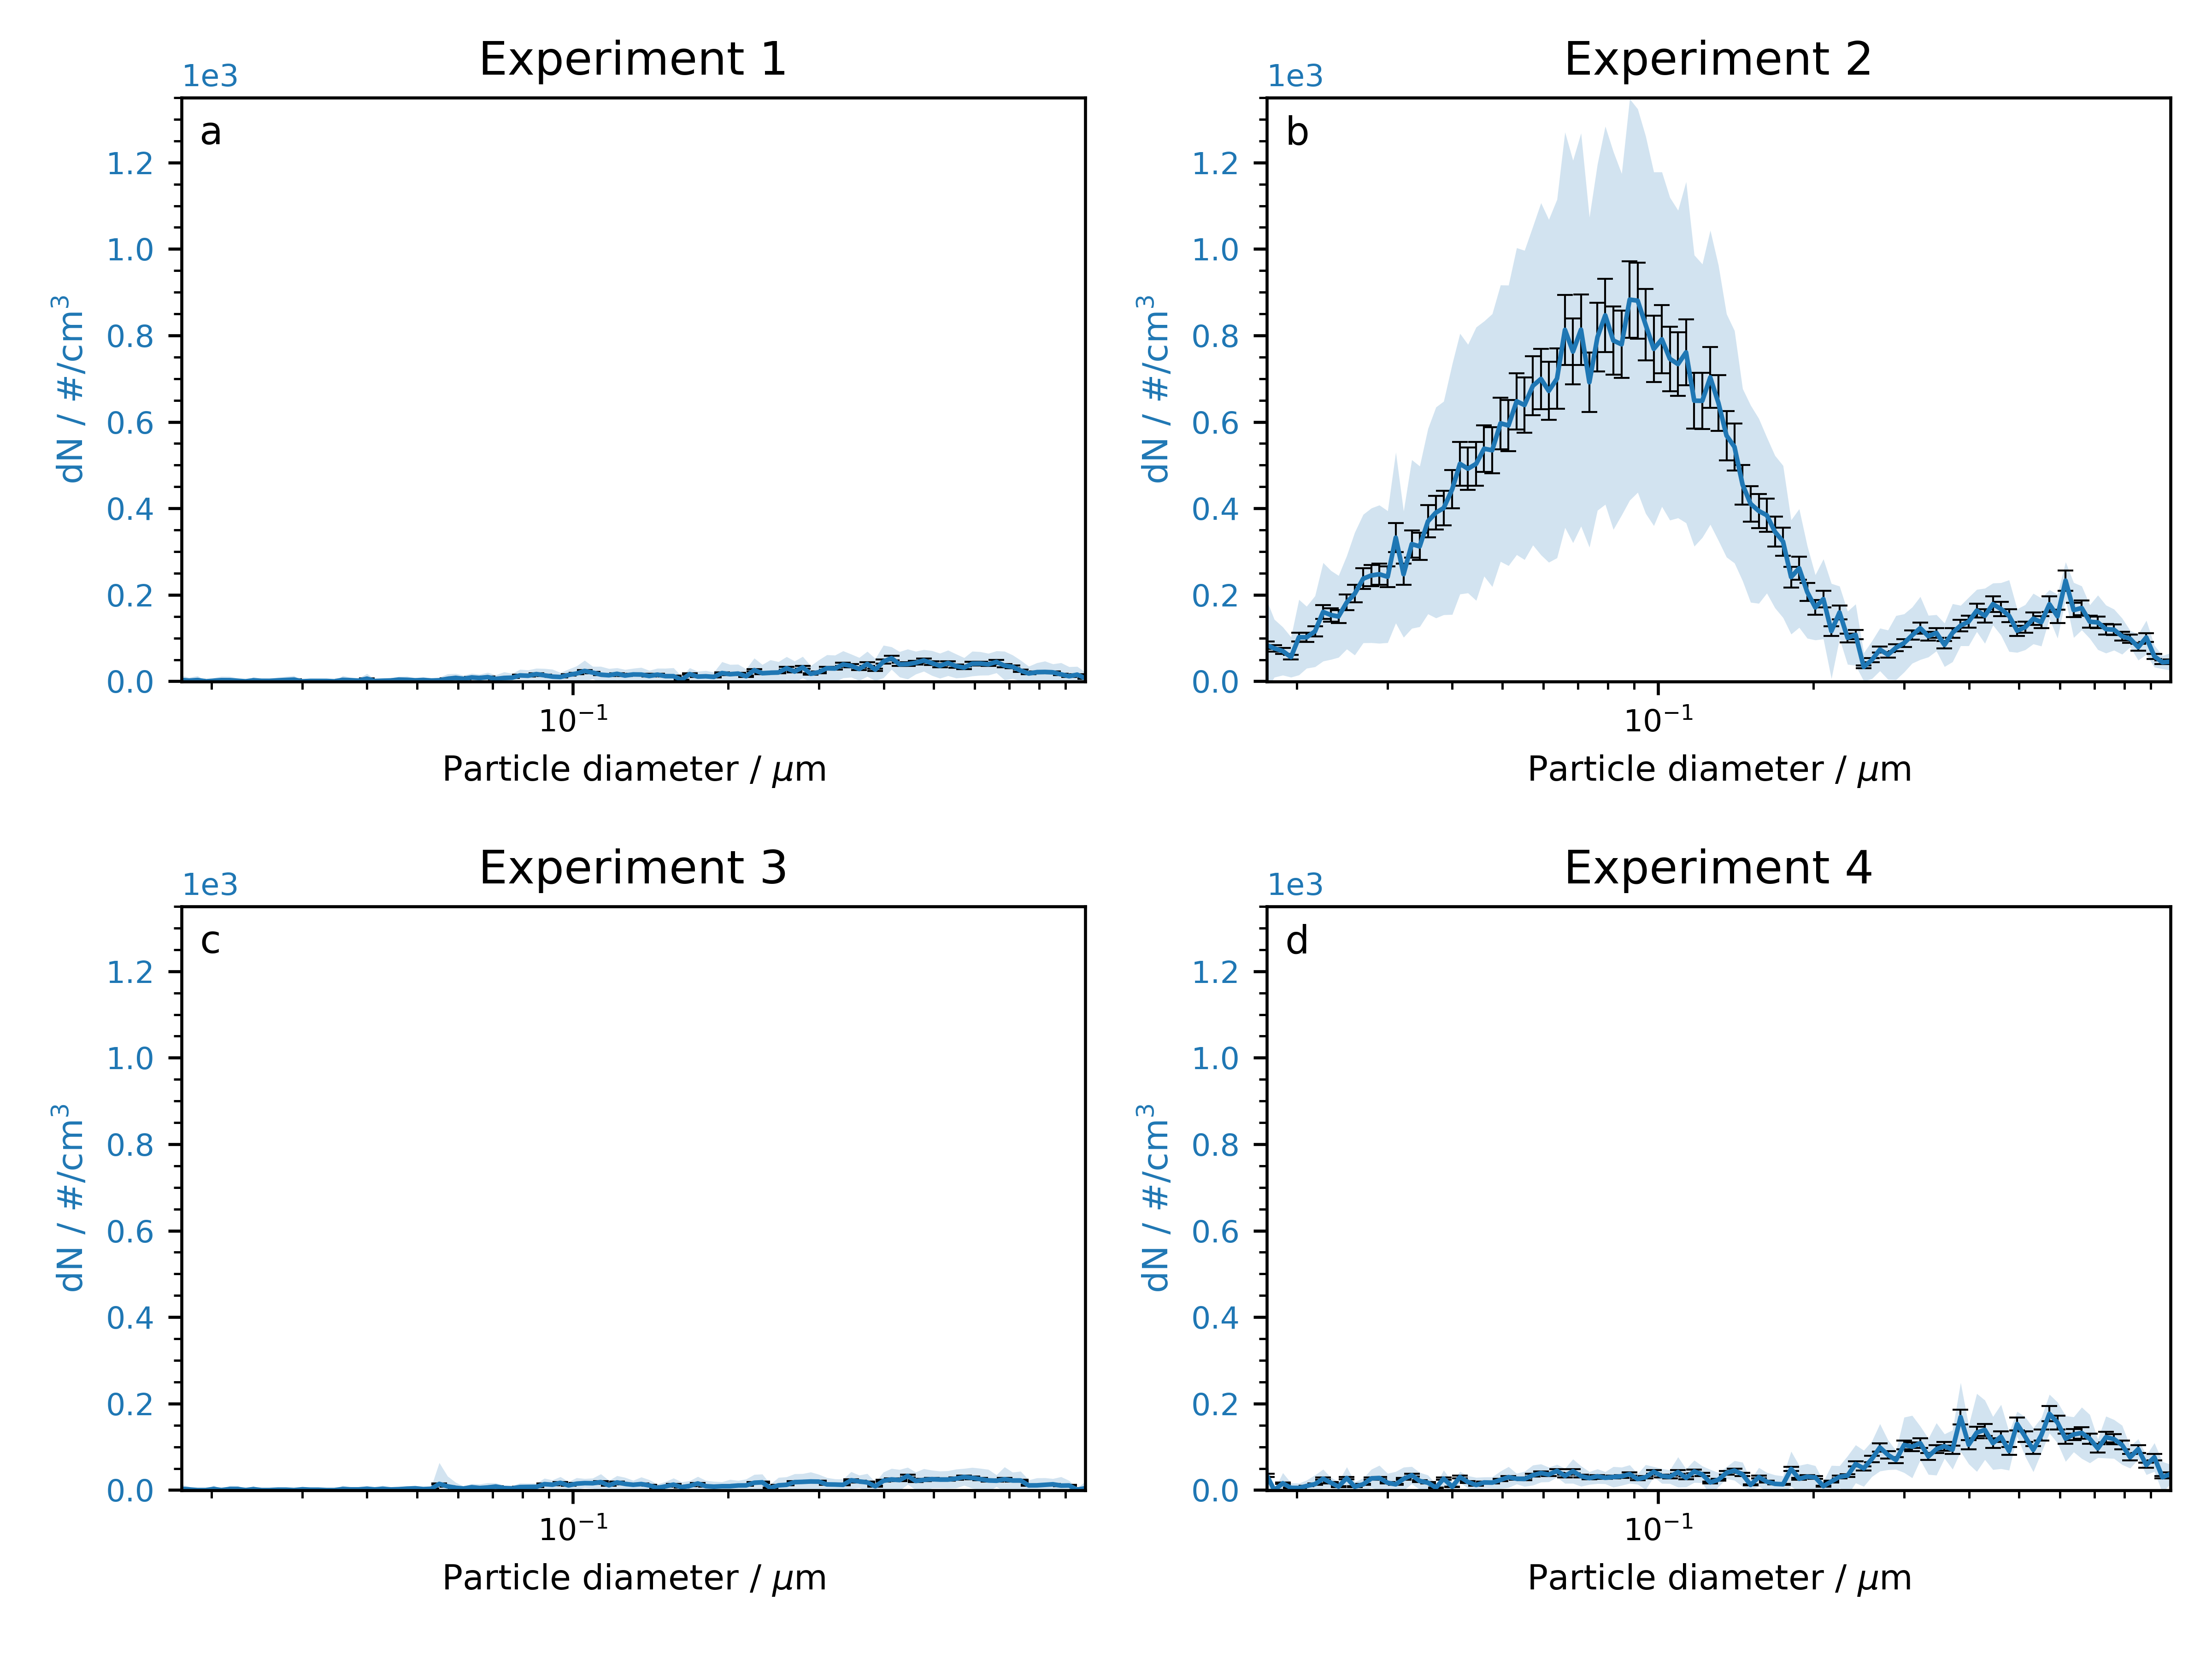 Experiment 1
1e3
a
1.2
1.0
0.8
0.6
0.4
0.2
0.0
dN / #/cm³
10⁻¹
Particle diameter / μm
Experiment 2
1e3
b
1.2
1.0
0.8
0.6
0.4
0.2
0.0
dN / #/cm³
10⁻¹
Particle diameter / μm
Experiment 3
1e3
c
1.2
1.0
0.8
0.6
0.4
0.2
0.0
dN / #/cm³
10⁻¹
Particle diameter / μm
Experiment 4
1e3
d
1.2
1.0
0.8
0.6
0.4
0.2
0.0
dN / #/cm³
10⁻¹
Particle diameter / μm